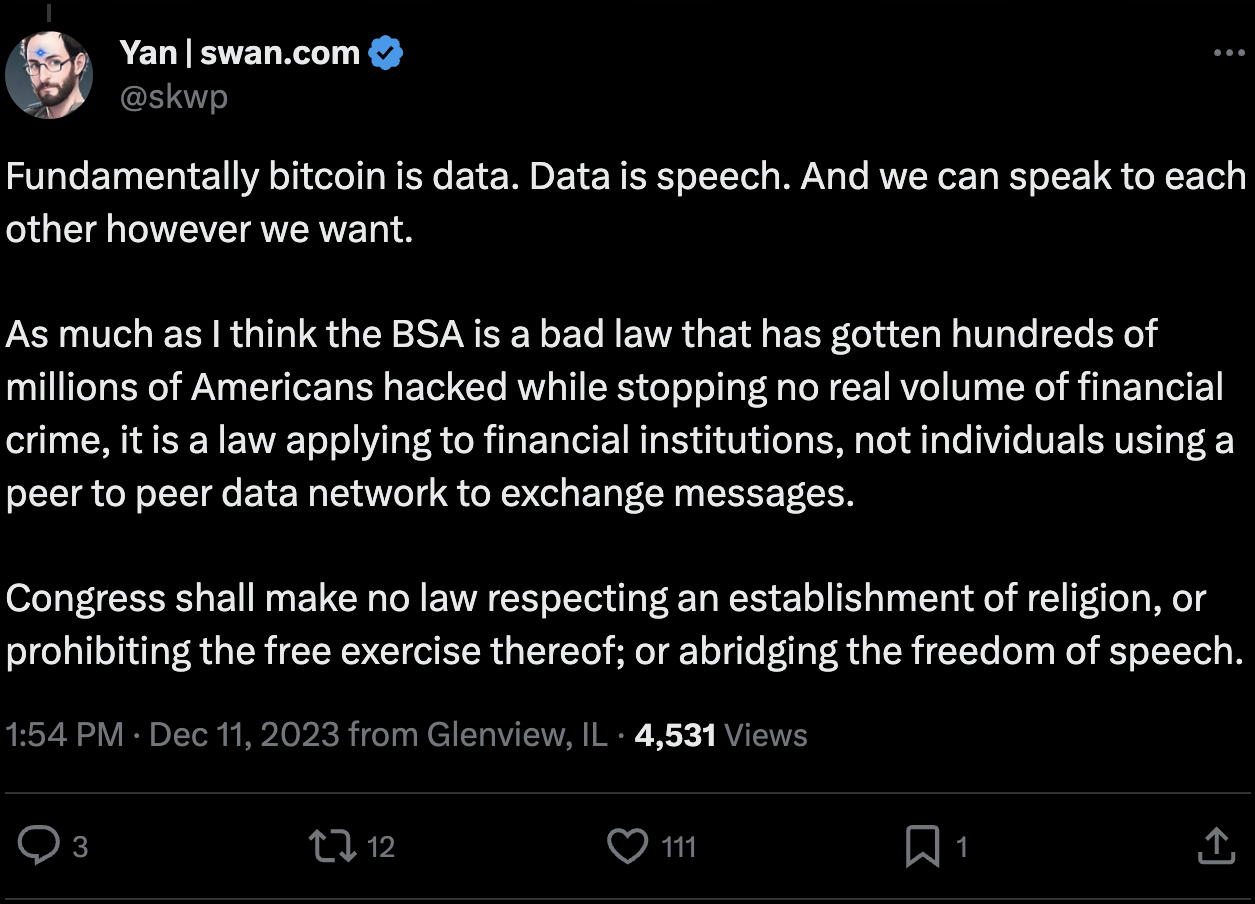 Yan | swan.com
@skwp
Fundamentally bitcoin is data. Data is speech. And we can speak to each
other however we want.
As much as I think the BSA is a bad law that has gotten hundreds of
millions of Americans hacked while stopping no real volume of financial
crime, it is a law applying to financial institutions, not individuals using a
peer to peer data network to exchange messages.
Congress shall make no law respecting an establishment of religion, or
prohibiting the free exercise thereof; or abridging the freedom of speech.
1:54 PM · Dec 11, 2023 from Glenview, IL · 4,531 Views
3 12 111 1